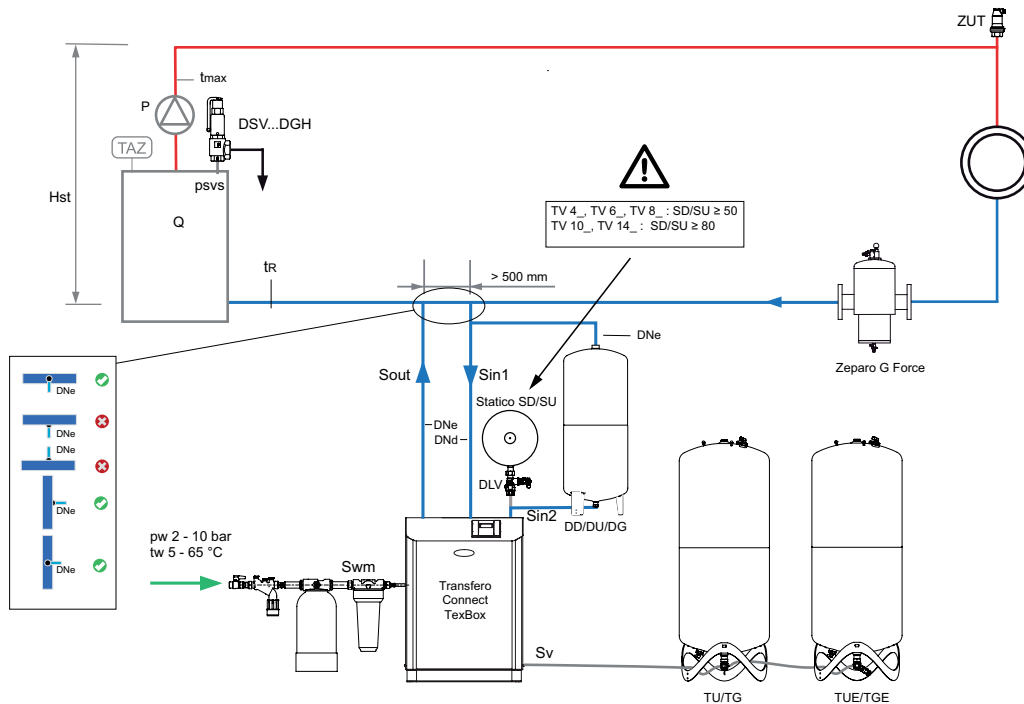 ZUT
tmax
P
DSV...DGH
TAZ
Hst
psvs
Q
TV 4_, TV 6_, TV 8_ : SD/SU ≥ 50
TV 10_, TV 14_ : SD/SU ≥ 80
tR
> 500 mm
DNe
Zeparo G Force
Sout
Sin1
Statico SD/SU
DNe
DNd
DNe
DNe
DNe
DNe
DNe
DLV
Sin2
DD/DU/DG
pw 2 - 10 bar
tw 5 - 65 °C
Swm
Transfero
Connect
TexBox
Sv
TU/TG
TUE/TGE